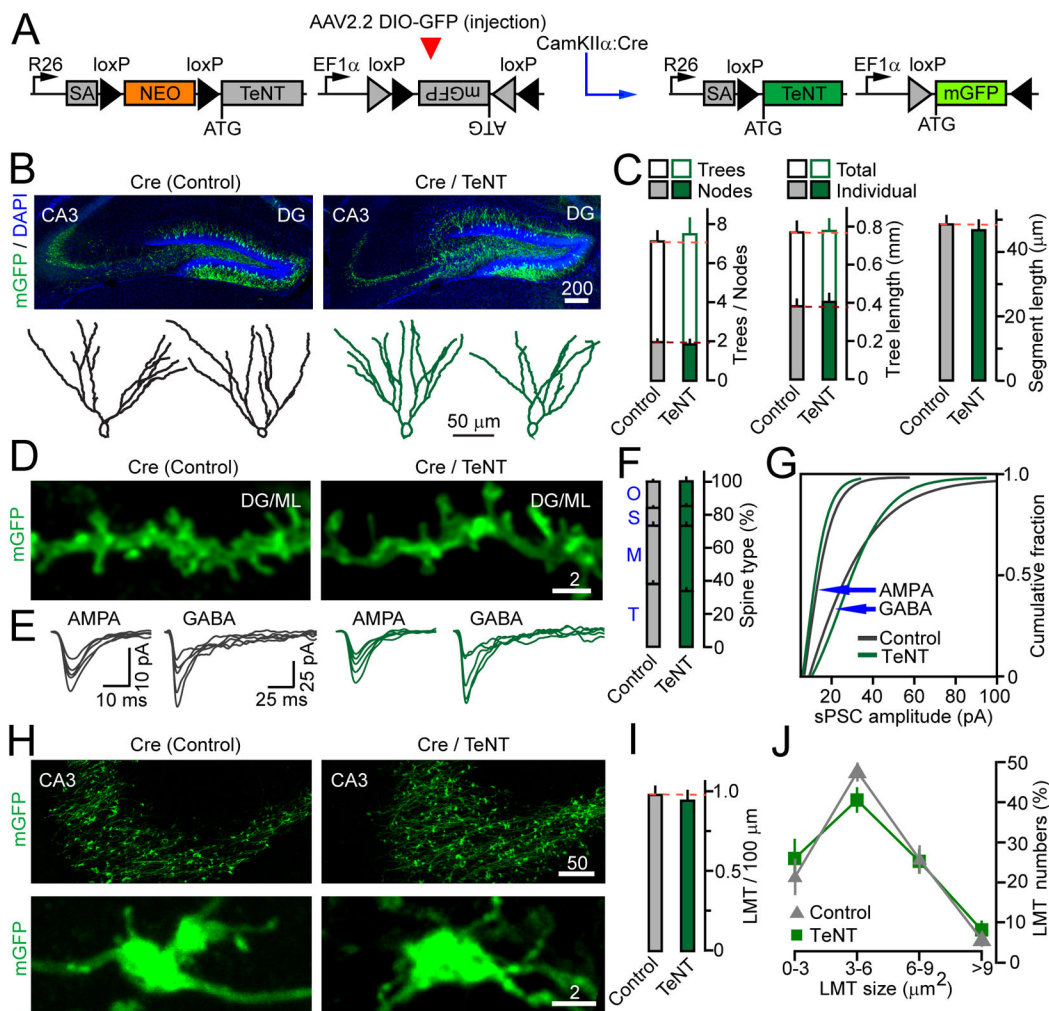 A
AAV2.2 DIO-GFP (injection)
CamKIIα:Cre
R26
loxP
loxP
EF1α
loxP
R26
loxP
EF1α
SA
NEO
TeNT
mGFP
SA
TeNT
mGFP
ATG
ATG
ATG
ATG
B
Cre (Control)
Cre / TeNT
mGFP / DAPI
CA3
DG
CA3
DG
200
50 μm
C
Trees
Nodes
Total
Individual
8
6
4
2
0
Trees / Nodes
Control
TeNT
0.8
0.6
0.4
0.2
0
Tree length (mm)
Control
TeNT
40
20
0
Segment length (μm)
Control
TeNT
D
Cre (Control)
Cre / TeNT
mGFP
DG/ML
DG/ML
2
E
AMPA
GABA
AMPA
GABA
10 pA
10 ms
25 pA
25 ms
F
O
S
M
T
100
80
60
40
20
0
Spine type (%)
Control
TeNT
G
1.0
0.5
0
Cumulative fraction
AMPA
GABA
Control
TeNT
20 40 60 80 100
sPSC amplitude (pA)
H
Cre (Control)
Cre / TeNT
mGFP
CA3
CA3
50
mGFP
2
I
1.0
0.5
0
LMT / 100 μm
Control
TeNT
J
50
40
30
20
10
0
LMT numbers (%)
Control
TeNT
0-3 3-6 6-9 >9
LMT size (μm²)